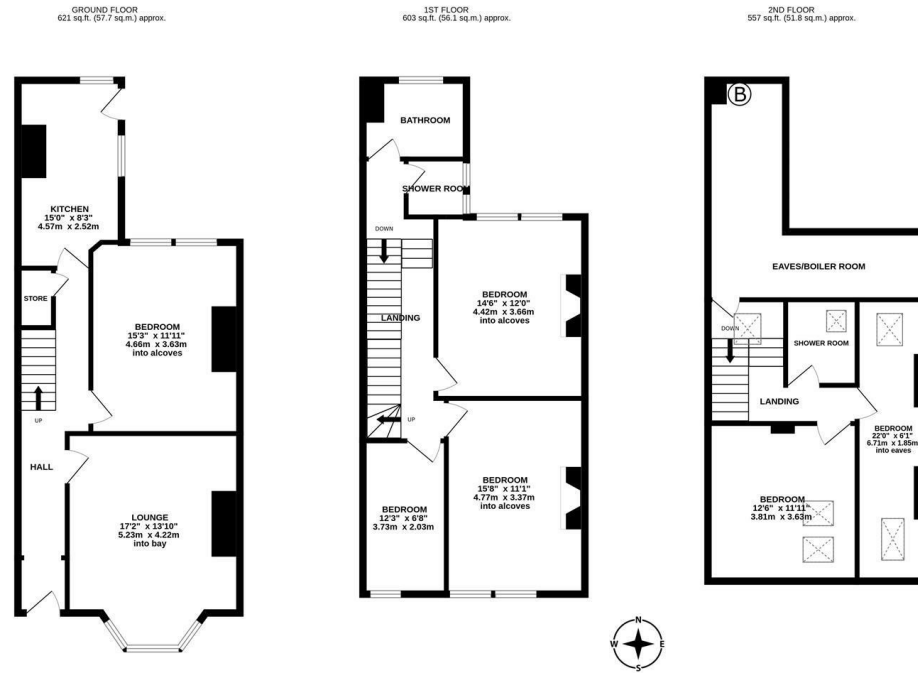 GROUND FLOOR
621 sq.ft. (57.7 sq.m.) approx.
KITCHEN
15'0" x 8'3"
4.57m x 2.52m
STORE
BEDROOM
15'3" x 11'11"
4.66m x 3.63m
into alcoves
UP
HALL
LOUNGE
17'2" x 13'10"
5.23m x 4.22m
into bay
1ST FLOOR
603 sq.ft. (56.1 sq.m.) approx.
BATHROOM
SHOWER ROOM
DOWN
BEDROOM
14'6" x 12'0"
4.42m x 3.66m
into alcoves
LANDING
UP
BEDROOM
15'8" x 11'1"
4.77m x 3.37m
into alcoves
BEDROOM
12'3" x 6'8"
3.73m x 2.03m
2ND FLOOR
557 sq.ft. (51.8 sq.m.) approx.
B
EAVES/BOILER ROOM
DOWN
SHOWER ROOM
LANDING
BEDROOM
22'0" x 6'1"
6.71m x 1.85m
into eaves
BEDROOM
12'6" x 11'11"
3.81m x 3.63m
N
W E
S